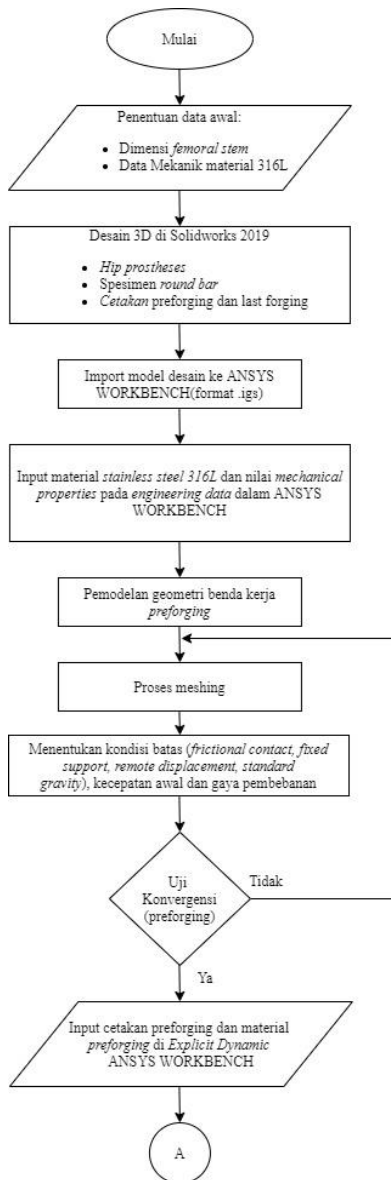 Mulai
Penentuan data awal:
• Dimensi femoral stem
• Data Mekanik material 316L
Desain 3D di Solidworks 2019
• Hip prostheses
• Spesimen round bar
• Cetakan preforging dan last forging
Import model desain ke ANSYS
WORKBENCH(format .igs)
Input material stainless steel 316L dan nilai mechanical
properties pada engineering data dalam ANSYS
WORKBENCH
Pemodelan geometri benda kerja
preforging
Proses meshing
Menentukan kondisi batas (frictional contact, fixed
support, remote displacement, standard
gravity), kecepatan awal dan gaya pembebanan
Uji
Konvergensi
(preforging)
Tidak
Ya
Input cetakan preforging dan material
preforging di Explicit Dynamic
ANSYS WORKBENCH
A